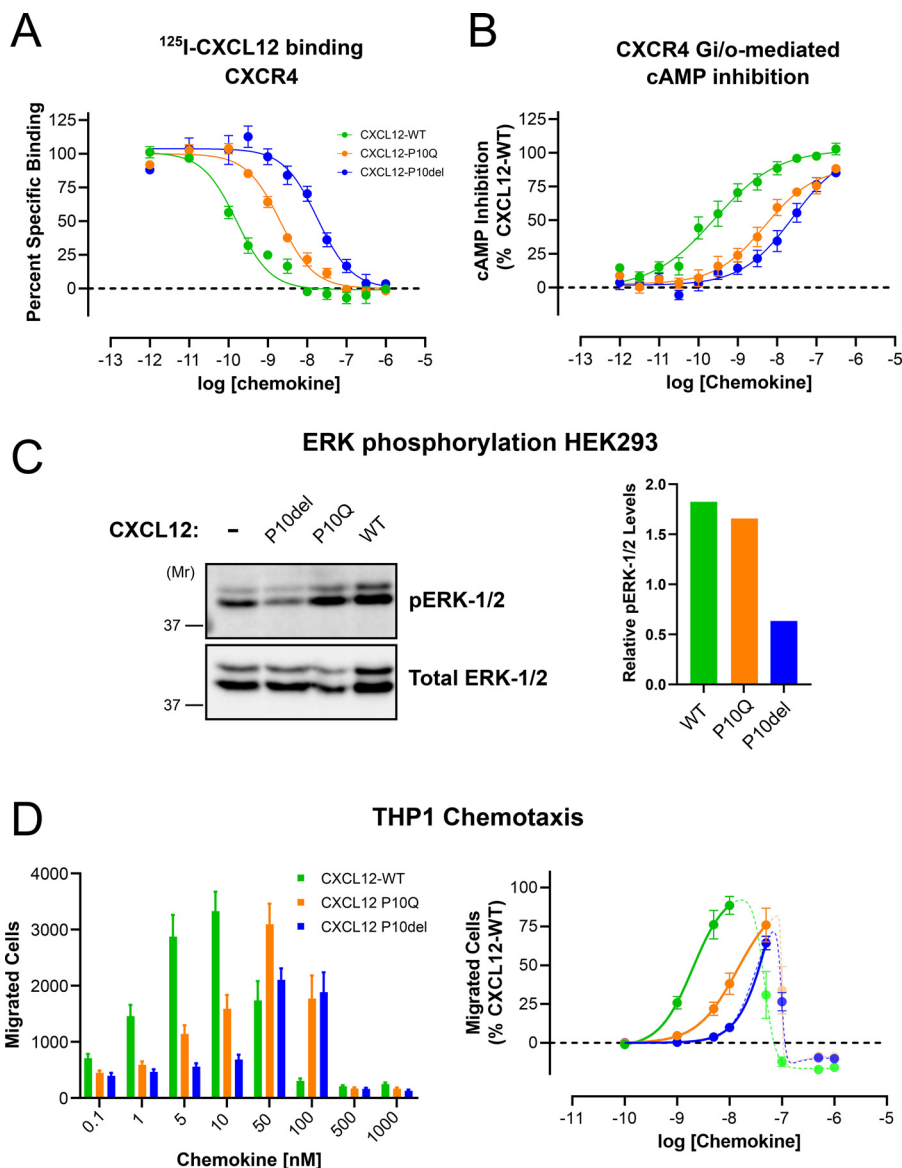 A
¹²⁵I-CXCL12 binding
CXCR4
125
100
75
50
25
0
Percent Specific Binding
CXCL12-WT
CXCL12-P10Q
CXCL12-P10del
-13 -12 -11 -10 -9 -8 -7 -6 -5
log [chemokine]
B
CXCR4 Gi/o-mediated
cAMP inhibition
125
100
75
50
25
0
cAMP Inhibition
(% CXCL12-WT)
-13 -12 -11 -10 -9 -8 -7 -6 -5
log [Chemokine]
C
ERK phosphorylation HEK293
CXCL12: – P10del P10Q WT
(Mr)
37
pERK-1/2
37
Total ERK-1/2
2.0
1.5
1.0
0.5
0.0
Relative pERK-1/2 Levels
WT P10Q P10del
D
THP1 Chemotaxis
4000
3000
2000
1000
0
Migrated Cells
CXCL12-WT
CXCL12 P10Q
CXCL12 P10del
0.1 1 5 10 50 100 500 1000
Chemokine [nM]
100
75
50
25
0
Migrated Cells
(% CXCL12-WT)
-11 -10 -9 -8 -7 -6
log [Chemokine]